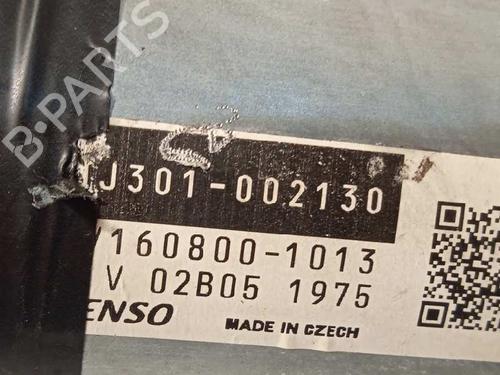 B-PARTS
J301-002130
160800-1013
V 02B05 1975
ENSO
MADE IN CZECH